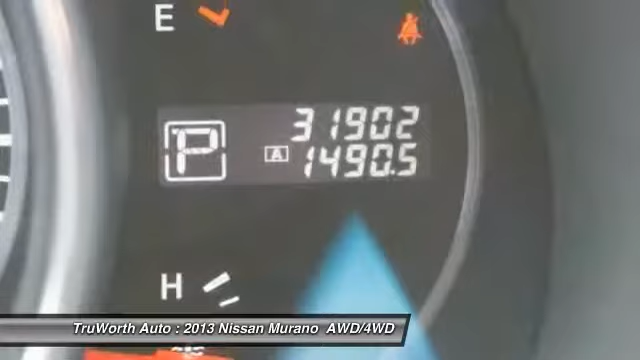 E
31902
P
A 1490.5
H
TruWorth Auto : 2013 Nissan Murano AWD/4WD